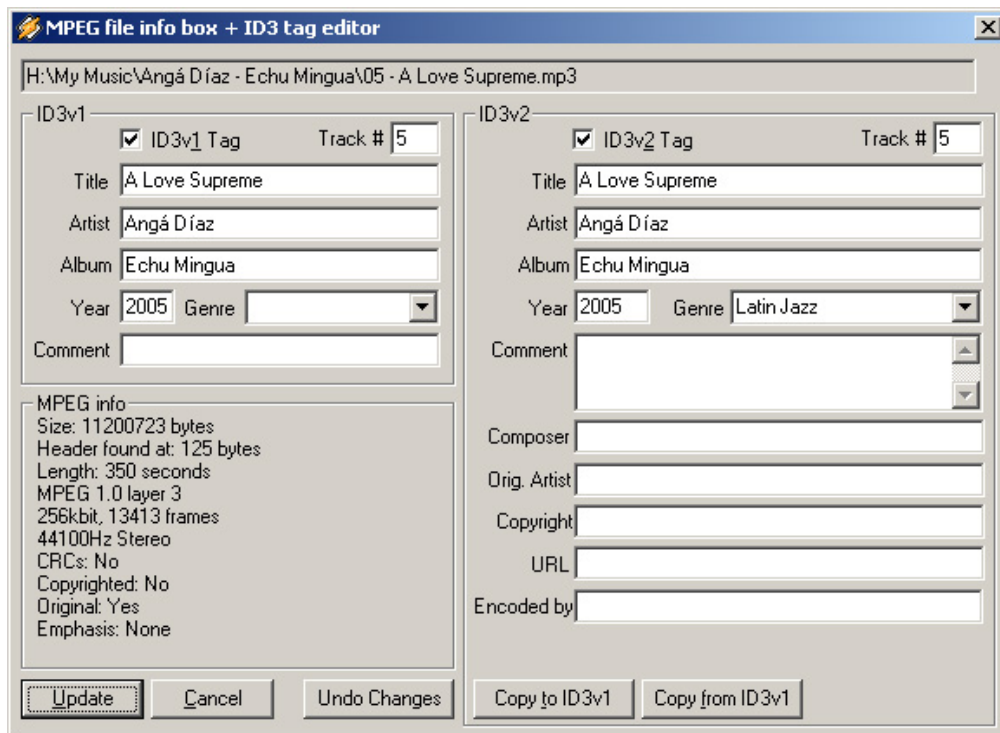 MPEG file info box + ID3 tag editor
H:\My Music\Angá Díaz - Echu Mingua\05 - A Love Supreme.mp3
ID3v1
ID3v1 Tag Track # 5
Title A Love Supreme
Artist Angá Díaz
Album Echu Mingua
Year 2005 Genre
Comment
MPEG info
Size: 11200723 bytes
Header found at: 125 bytes
Length: 350 seconds
MPEG 1.0 layer 3
256kbit, 13413 frames
44100Hz Stereo
CRCs: No
Copyrighted: No
Original: Yes
Emphasis: None
Update Cancel Undo Changes
ID3v2
ID3v2 Tag Track # 5
Title A Love Supreme
Artist Angá Díaz
Album Echu Mingua
Year 2005 Genre Latin Jazz
Comment
Composer
Orig. Artist
Copyright
URL
Encoded by
Copy to ID3v1 Copy from ID3v1